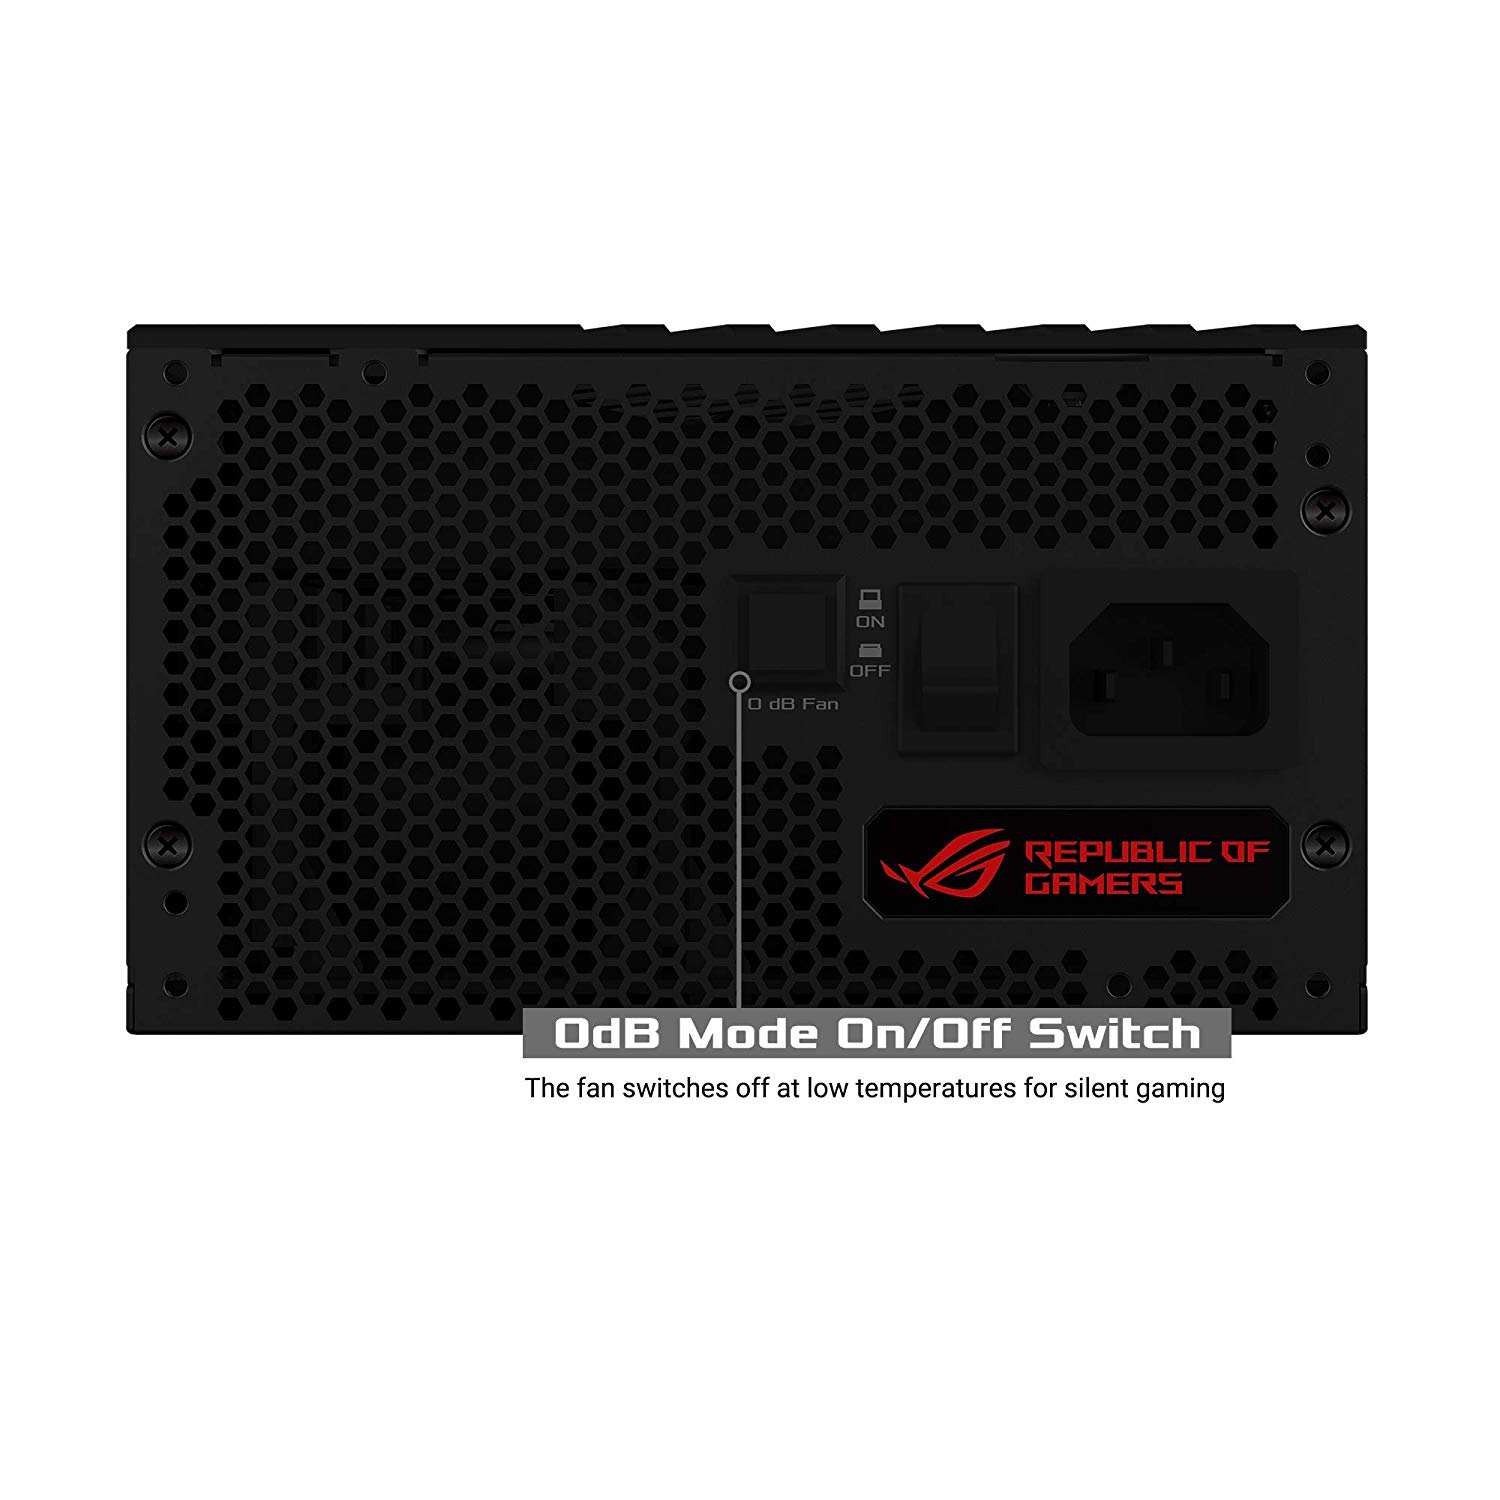 ON
OFF
0 dB Fan
REPUBLIC OF
GAMERS
0dB Mode On/Off Switch
The fan switches off at low temperatures for silent gaming